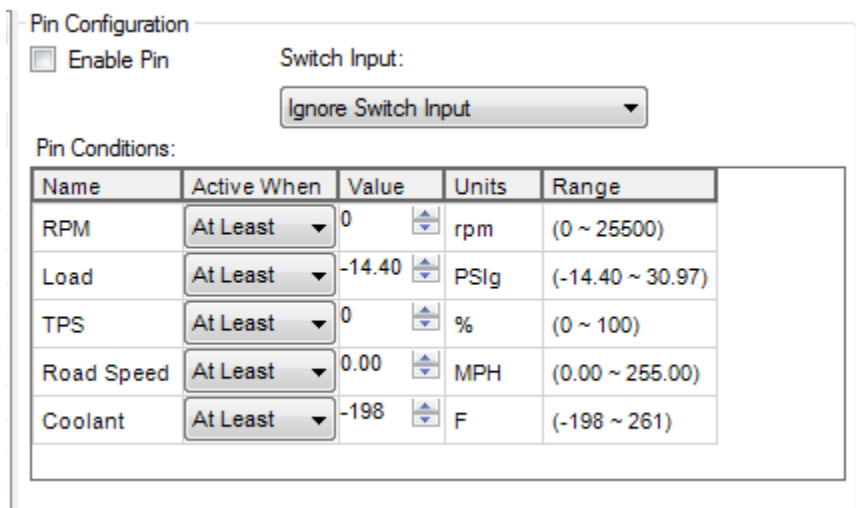 Pin Configuration
Enable Pin Switch Input:
Ignore Switch Input
Pin Conditions:
Name Active When Value Units Range
RPM At Least 0 rpm (0 ~ 25500)
Load At Least -14.40 PSIg (-14.40 ~ 30.97)
TPS At Least 0 % (0 ~ 100)
Road Speed At Least 0.00 MPH (0.00 ~ 255.00)
Coolant At Least -198 F (-198 ~ 261)